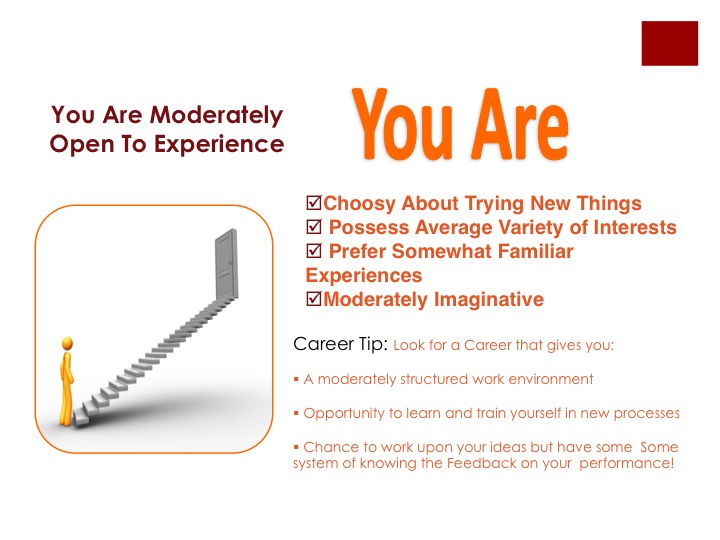 You Are Moderately
Open To Experience
You Are
☑Choosy About Trying New Things
☑ Possess Average Variety of Interests
☑ Prefer Somewhat Familiar
Experiences
☑Moderately Imaginative
Career Tip: Look for a Career that gives you:
▪ A moderately structured work environment
▪ Opportunity to learn and train yourself in new processes
▪ Chance to work upon your ideas but have some  Some
system of knowing the Feedback on your  performance!